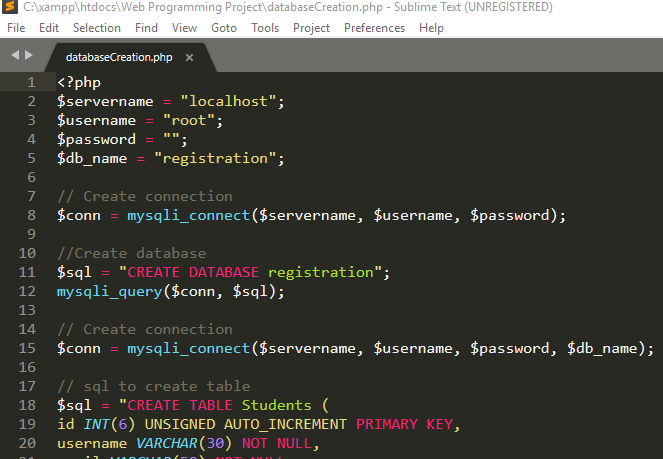 C:\xampp\htdocs\Web Programming Project\databaseCreation.php - Sublime Text (UNREGISTERED)
File Edit Selection Find View Goto Tools Project Preferences Help
databaseCreation.php ×
1 <?php
2 $servername = "localhost";
3 $username = "root";
4 $password = "";
5 $db_name = "registration";
6
7 // Create connection
8 $conn = mysqli_connect($servername, $username, $password);
9
10 //Create database
11 $sql = "CREATE DATABASE registration";
12 mysqli_query($conn, $sql);
13
14 // Create connection
15 $conn = mysqli_connect($servername, $username, $password, $db_name);
16
17 // sql to create table
18 $sql = "CREATE TABLE Students (
19 id INT(6) UNSIGNED AUTO_INCREMENT PRIMARY KEY,
20 username VARCHAR(30) NOT NULL,